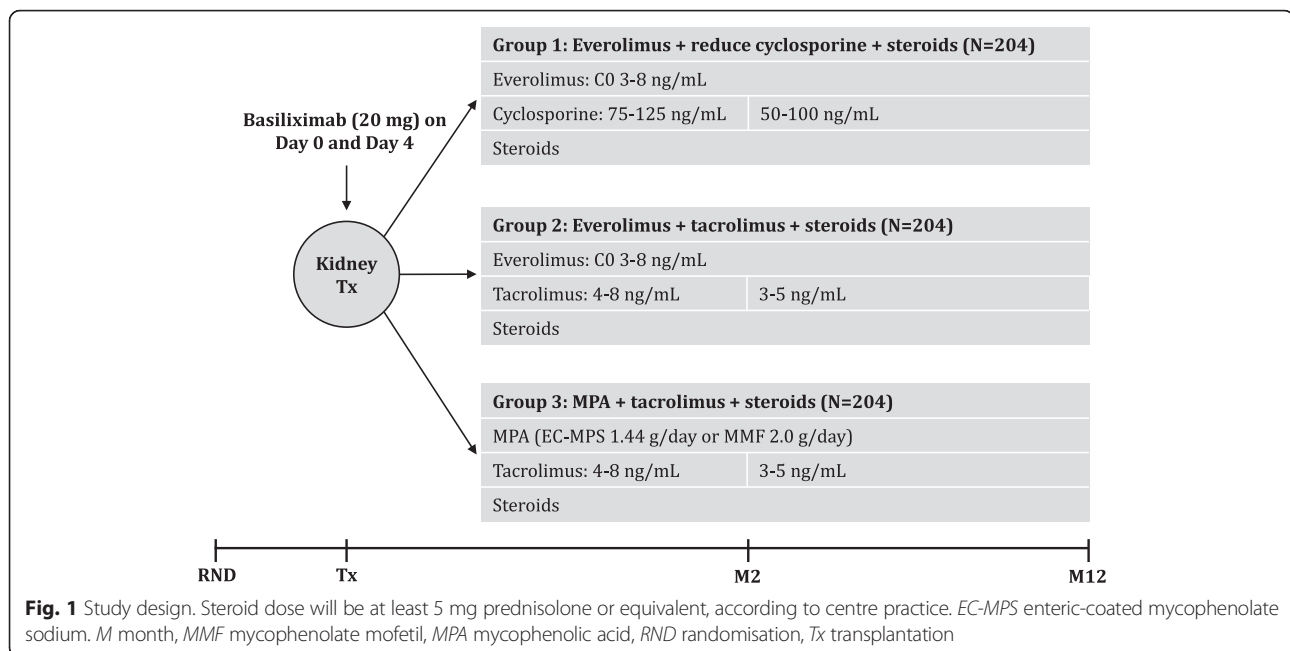 Group 1: Everolimus + reduce cyclosporine + steroids (N=204)
Everolimus: C0 3-8 ng/mL
Cyclosporine: 75-125 ng/mL 50-100 ng/mL
Steroids
Basiliximab (20 mg) on
Day 0 and Day 4
Kidney
Tx
Group 2: Everolimus + tacrolimus + steroids (N=204)
Everolimus: C0 3-8 ng/mL
Tacrolimus: 4-8 ng/mL 3-5 ng/mL
Steroids
Group 3: MPA + tacrolimus + steroids (N=204)
MPA (EC-MPS 1.44 g/day or MMF 2.0 g/day)
Tacrolimus: 4-8 ng/mL 3-5 ng/mL
Steroids
RND Tx M2 M12
Fig. 1 Study design. Steroid dose will be at least 5 mg prednisolone or equivalent, according to centre practice. EC-MPS enteric-coated mycophenolate
sodium. M month, MMF mycophenolate mofetil, MPA mycophenolic acid, RND randomisation, Tx transplantation